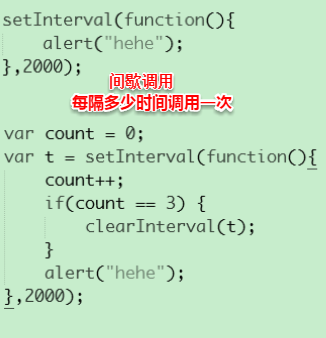 setInterval(function(){
    alert("hehe");
},2000);
间歇调用
每隔多少时间调用一次
var count = 0;
var t = setInterval(function(){
    count++;
    if(count == 3) {
        clearInterval(t);
    }
    alert("hehe");
},2000);